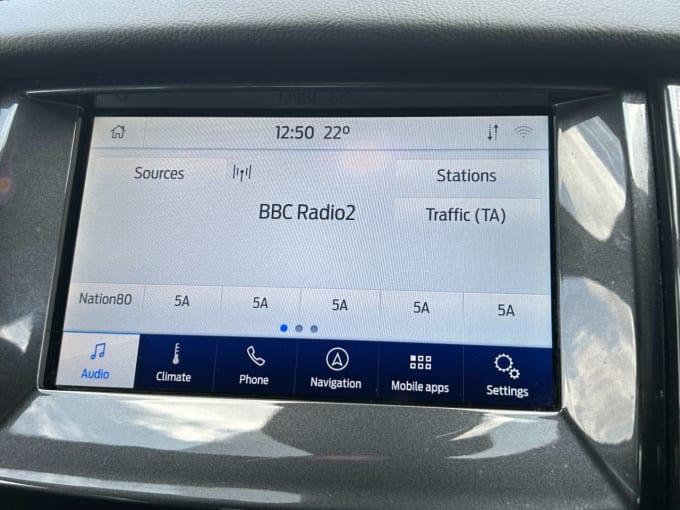 12:50 22º
Sources
Stations
BBC Radio2
Traffic (TA)
Nation80 5A 5A 5A 5A 5A
Audio Climate Phone Navigation Mobile apps Settings